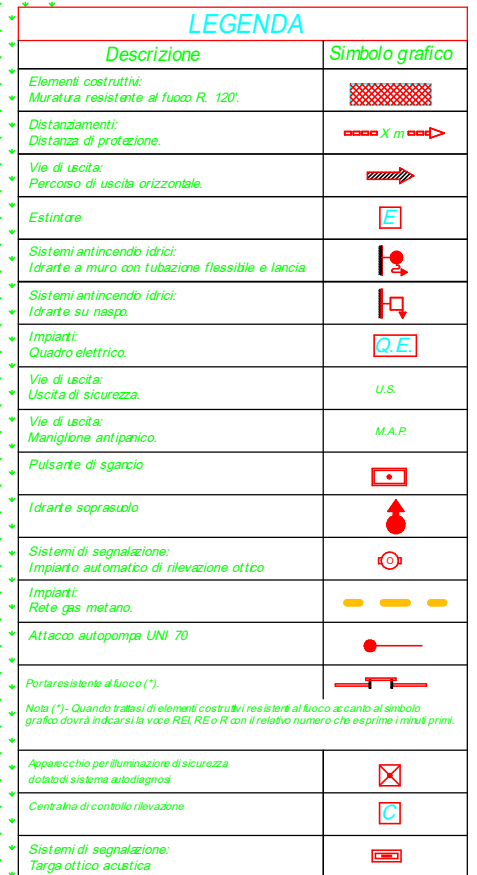 LEGENDA
Descrizione
Simbolo grafico
Elementi costruttivi:
Muratura resistente al fuoco R. 120'.
Distanziamenti:
Distanza di protezione.
X m
Vie di uscita:
Percorso di uscita orizzontale.
Estintore
E
Sistemi antincendio idrici:
Idrante a muro con tubazione flessibile e lancia
Sistemi antincendio idrici:
Idrante su naspo.
Impianti:
Quadro elettrico.
Q.E.
Vie di uscita:
Uscita di sicurezza.
U.S.
Vie di uscita:
Maniglione antipanico.
M.A.P.
Pulsante di sgancio
Idrante soprasuolo
Sistemi di segnalazione:
Impianto automatico di rilevazione ottico
O
Impianti:
Rete gas metano.
Attacco autopompa UNI 70
Porta resistente al fuoco (*).
Nota (*)- Quando trattasi di elementi costruttivi resistenti al fuoco accanto al simbolo
grafico dovrà indicarsi la voce REI, RE o R con il relativo numero che esprime i minuti primi.
Apparecchio per illuminazione di sicurezza
dotato di sistema autodiagnosi
Centralina di controllo rilevazione
C
Sistemi di segnalazione:
Targa ottico acustica